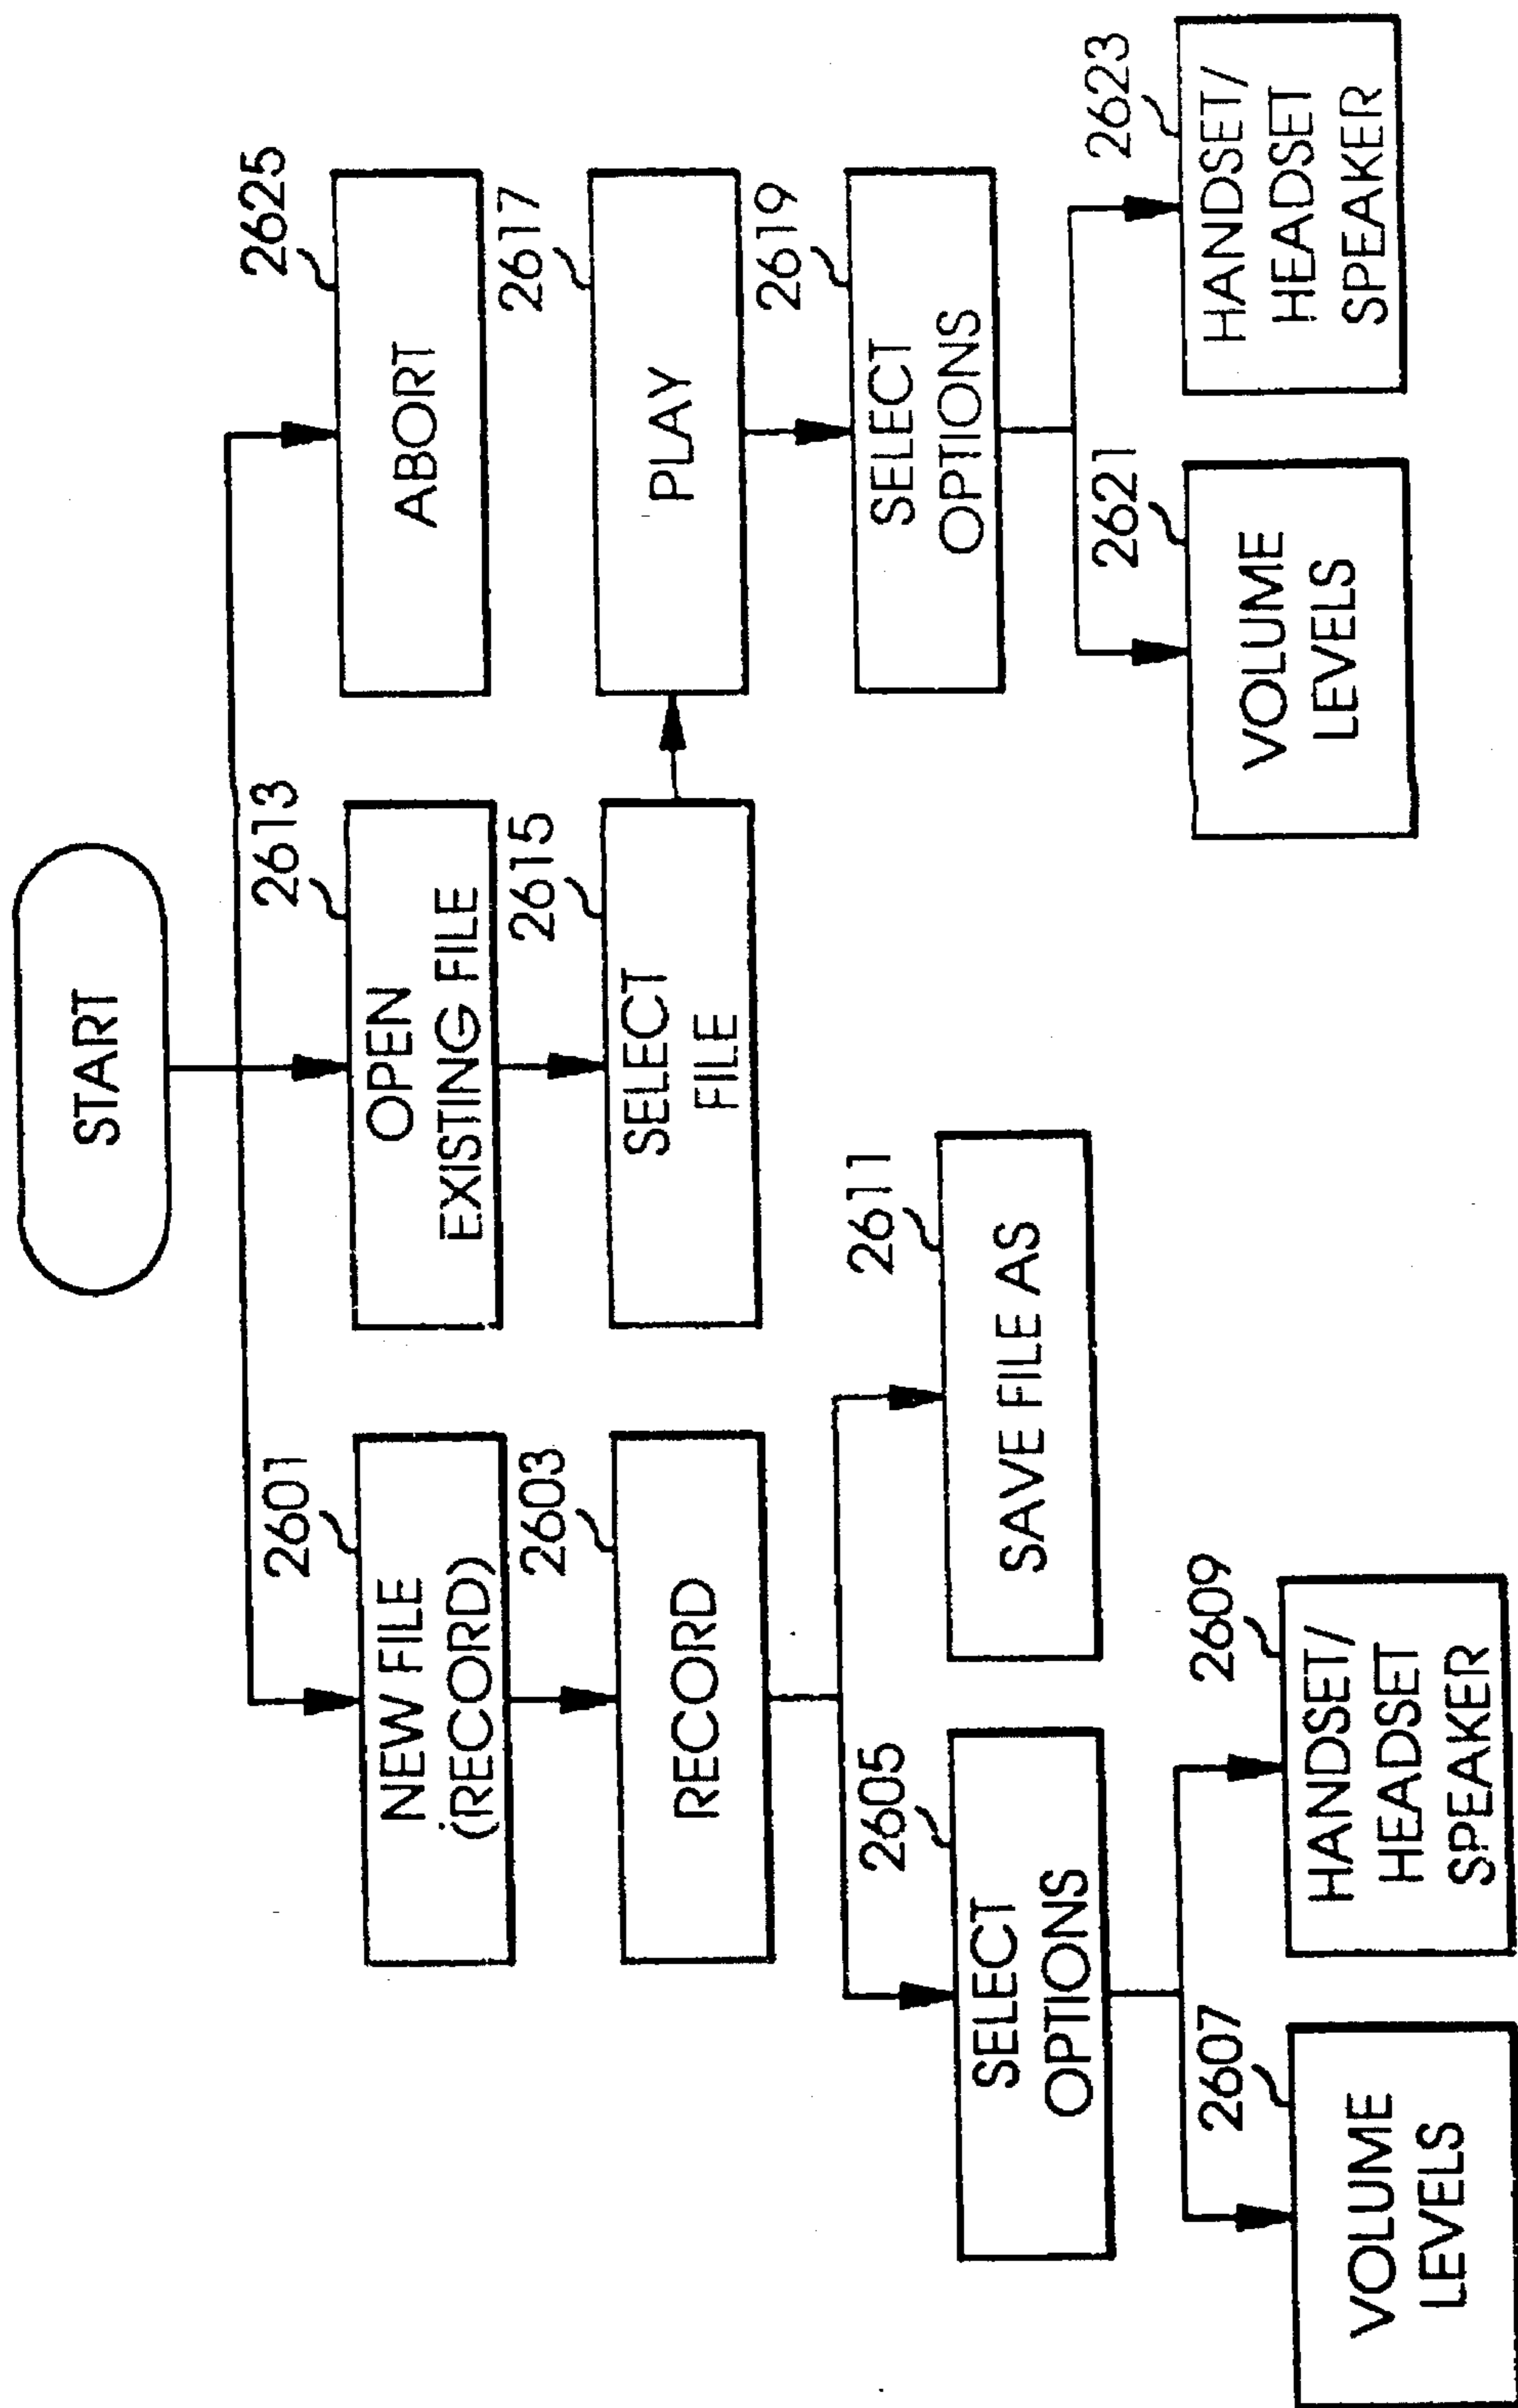 START
2601
NEW FILE
(RECORD)
2613
OPEN
EXISTING FILE
2625
ABORT
2603
RECORD
2615
SELECT
FILE
2617
PLAY
2605
SELECT
OPTIONS
2611
SAVE FILE AS
2619
SELECT
OPTIONS
2607
VOLUME
LEVELS
2609
HANDSET/
HEADSET
SPEAKER
2621
VOLUME
LEVELS
2623
HANDSET/
HEADSET
SPEAKER